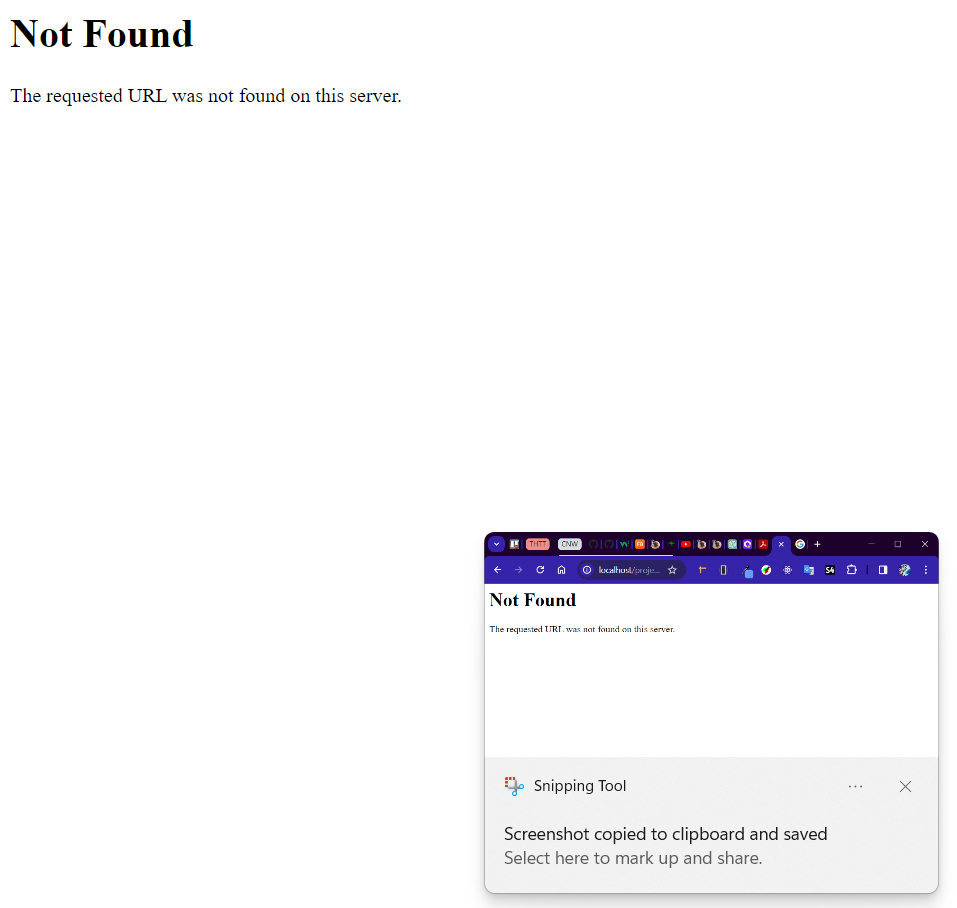 Not Found
The requested URL was not found on this server.
THTT CNW
localhost/proje...
Not Found
The requested URL was not found on this server.
Snipping Tool
Screenshot copied to clipboard and saved
Select here to mark up and share.